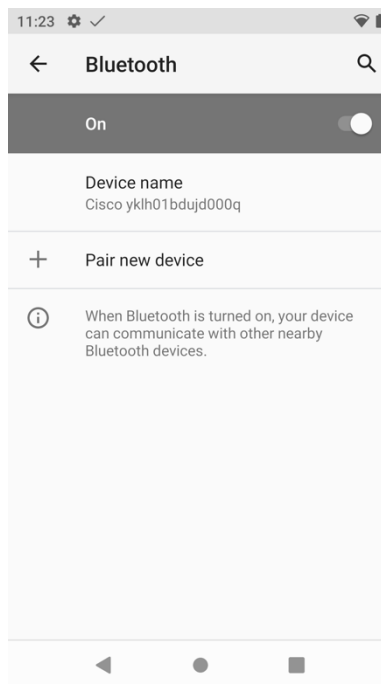 11:23
Bluetooth
On
Device name
Cisco yklh01bdujd000q
Pair new device
When Bluetooth is turned on, your device
can communicate with other nearby
Bluetooth devices.